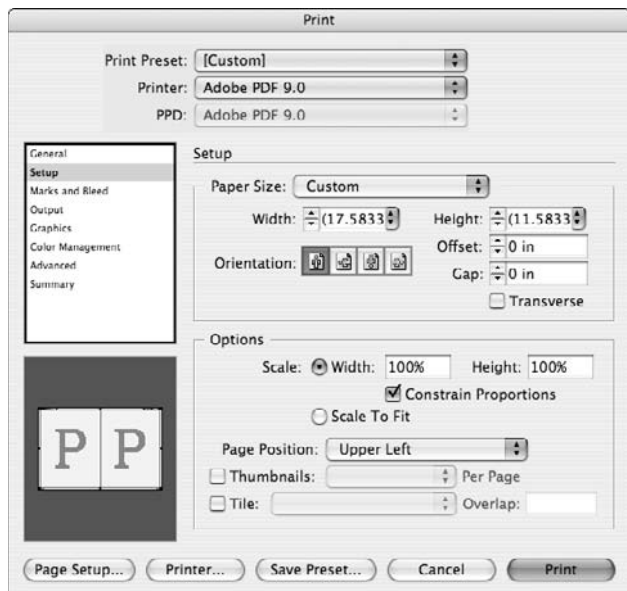 Print
Print Preset: [Custom]
Printer: Adobe PDF 9.0
PPD: Adobe PDF 9.0
General
Setup
Marks and Bleed
Output
Graphics
Color Management
Advanced
Summary
Setup
Paper Size: Custom
Width: (17.5833 Height: (11.5833
Orientation: Offset: 0 in
Gap: 0 in
Transverse
Options
Scale: Width: 100% Height: 100%
Constrain Proportions
Scale To Fit
Page Position: Upper Left
Thumbnails: Per Page
Tile: Overlap:
P P
Page Setup... Printer... Save Preset... Cancel Print